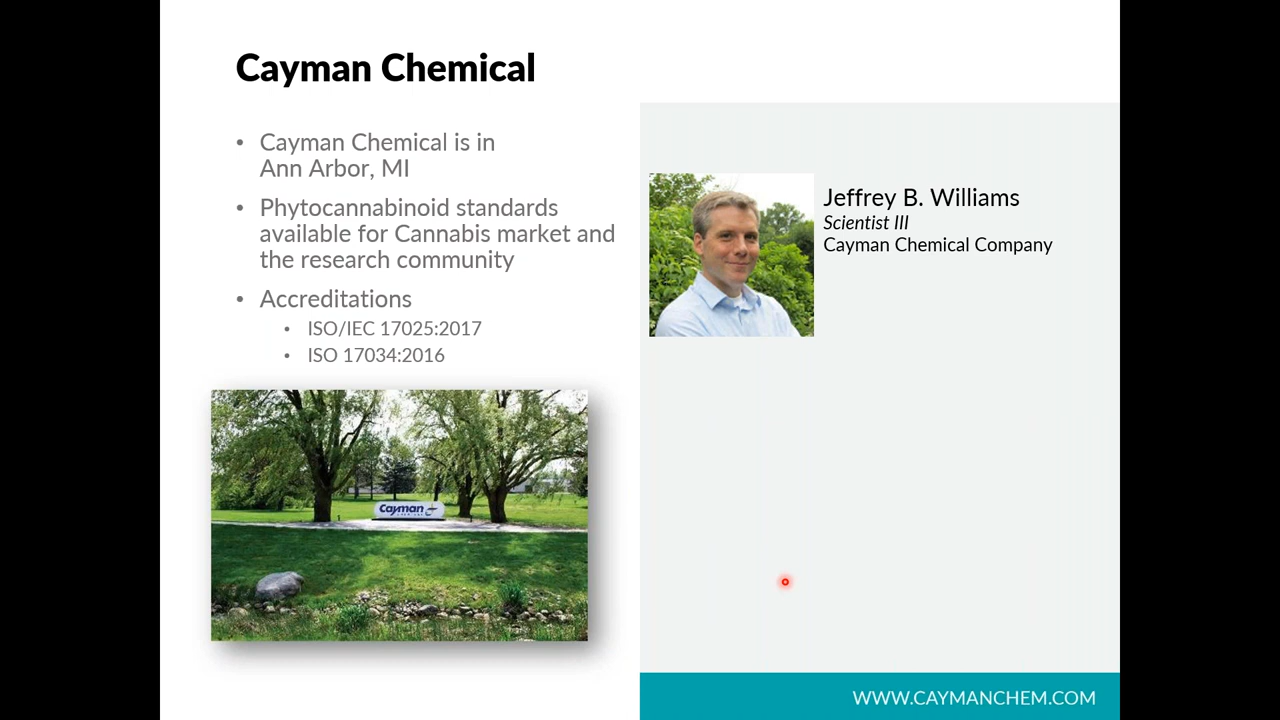 Cayman Chemical
• Cayman Chemical is in
Ann Arbor, MI
• Phytocannabinoid standards
available for Cannabis market and
the research community
• Accreditations
• ISO/IEC 17025:2017
• ISO 17034:2016
Cayman
Jeffrey B. Williams
Scientist III
Cayman Chemical Company
WWW.CAYMANCHEM.COM